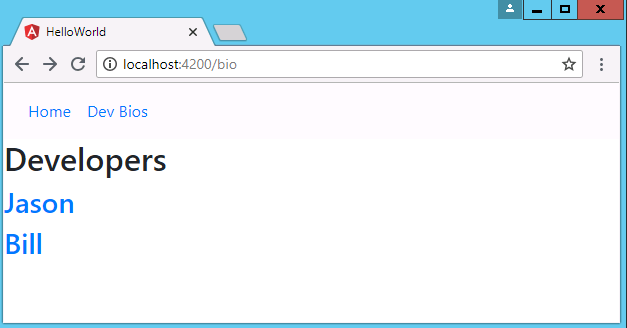 HelloWorld
localhost:4200/bio
Home Dev Bios
Developers
Jason
Bill